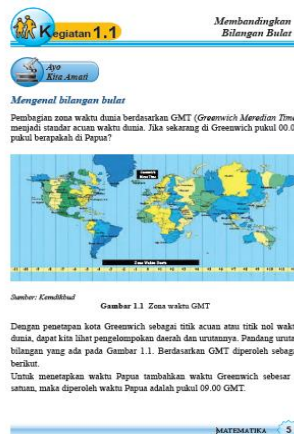 Kegiatan 1.1
Membandingkan
Bilangan Bulat
Ayo
Kita Amati
Mengenal bilangan bulat
Pembagian zona waktu dunia berdasarkan GMT (Greenwich Meredian Time
menjadi standar acuan waktu dunia. Jika sekarang di Greenwich pukul 00.0
pukul berapakah di Papua?
Zona Waktu Dunia
Sumber: Kemdikbud
Gambar 1.1 Zona waktu GMT
Dengan penetapan kota Greenwich sebagai titik acuan atau titik nol wakt
dunia, dapat kita lihat pengelompokan daerah dan urutannya. Pandang uruta
bilangan yang ada pada Gambar 1.1. Berdasarkan GMT diperoleh sebaga
berikut.
Untuk menetapkan waktu Papua tambahkan waktu Greenwich sebesar
satuan, maka diperoleh waktu Papua adalah pukul 09.00 GMT.
MATEMATIKA 5